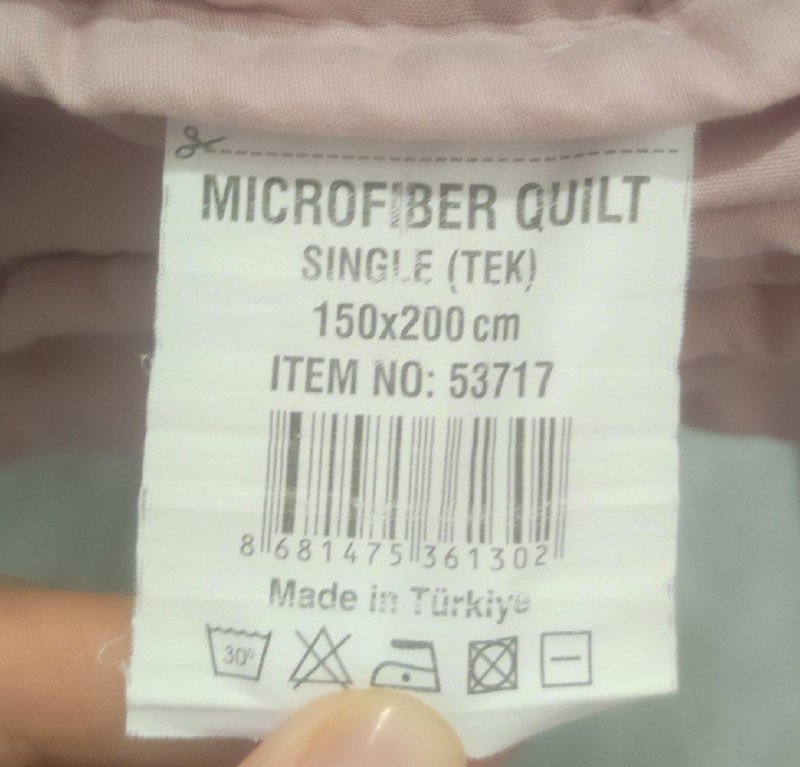 MICROFIBER QUILT
SINGLE (TEK)
150x200 cm
ITEM NO: 53717
8 681475 361302
Made in Türkiye
30°